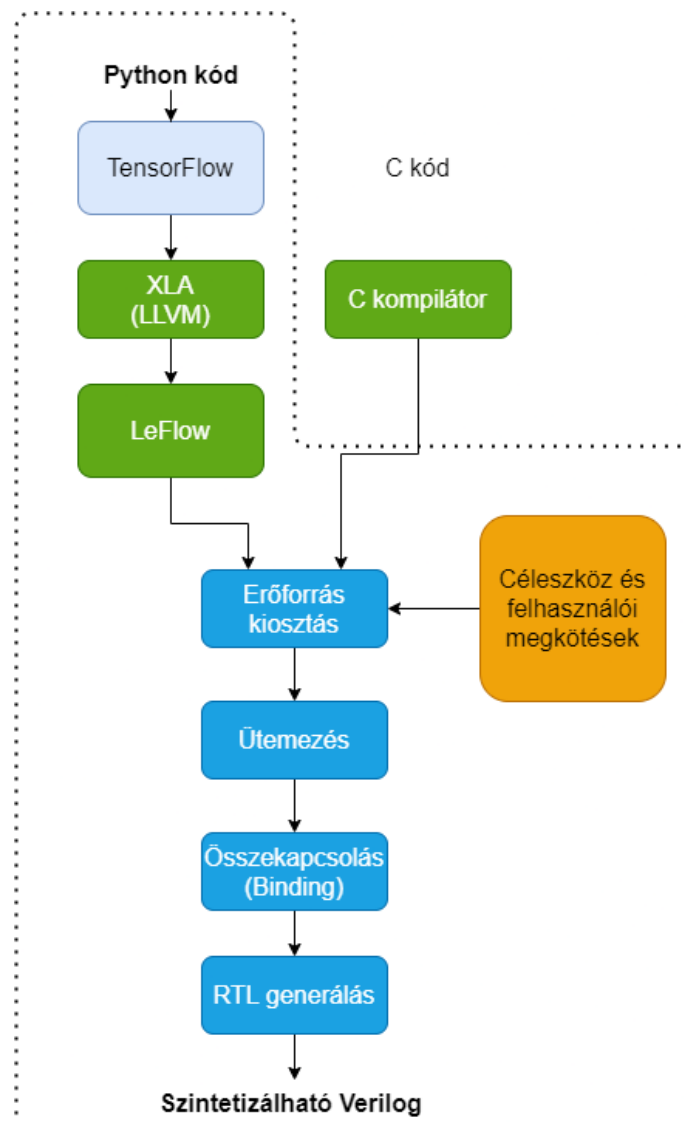 Python kód
TensorFlow
C kód
XLA
(LLVM)
C kompilátor
LeFlow
Céleszköz és
felhasználói
megkötések
Erőforrás
kiosztás
Ütemezés
Összekapcsolás
(Binding)
RTL generálás
Szintetizálható Verilog